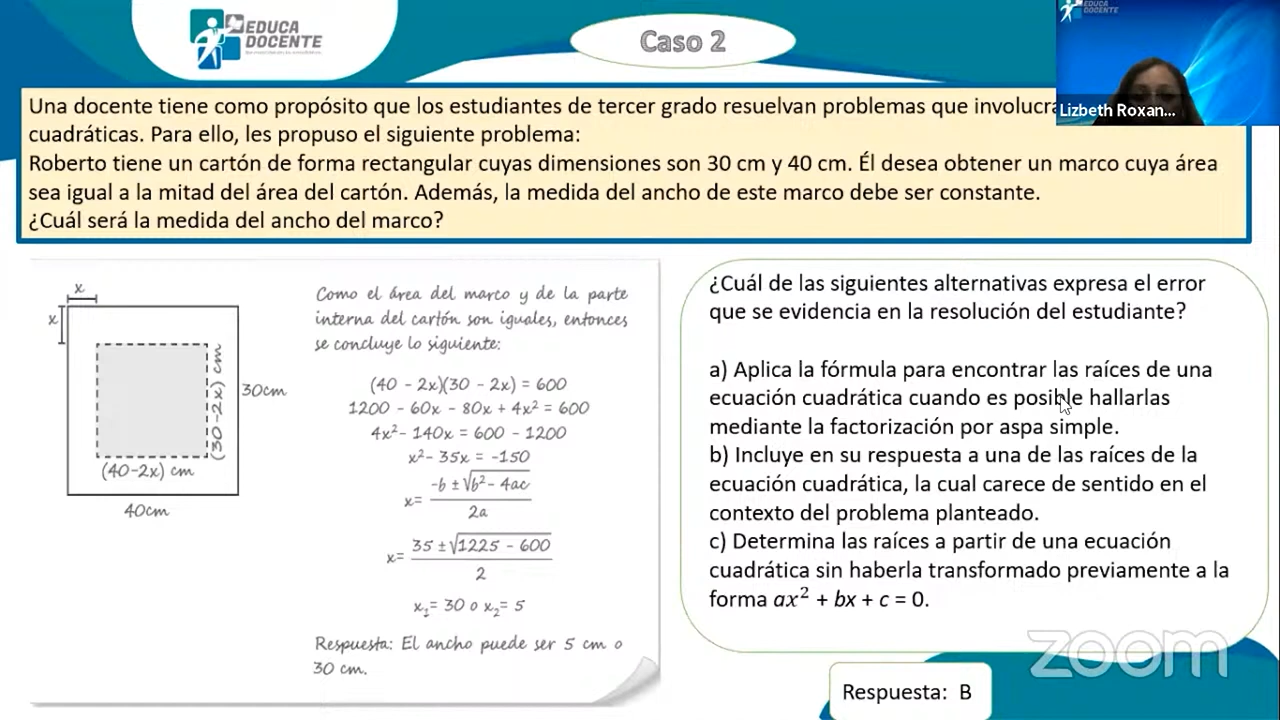 EDUCA
DOCENTE
Caso 2
EDUCA
DOCENTE
Lizbeth Roxan...
Una docente tiene como propósito que los estudiantes de tercer grado resuelvan problemas que involucra
cuadráticas. Para ello, les propuso el siguiente problema:
Roberto tiene un cartón de forma rectangular cuyas dimensiones son 30 cm y 40 cm. Él desea obtener un marco cuya área
sea igual a la mitad del área del cartón. Además, la medida del ancho de este marco debe ser constante.
¿Cuál será la medida del ancho del marco?
x
x
(30-2x) cm
30cm
(40-2x) cm
40cm
Como el área del marco y de la parte
interna del cartón son iguales, entonces
se concluye lo siguiente:
(40 - 2x)(30 - 2x) = 600
1200 - 60x - 80x + 4x² = 600
4x² - 140x = 600 - 1200
x² - 35x = -150
x= -b ± √b² - 4ac
2a
x= 35 ± √1225 - 600
2
x₁= 30 o x₂= 5
Respuesta: El ancho puede ser 5 cm o
30 cm.
¿Cuál de las siguientes alternativas expresa el error
que se evidencia en la resolución del estudiante?
a) Aplica la fórmula para encontrar las raíces de una
ecuación cuadrática cuando es posible hallarlas
mediante la factorización por aspa simple.
b) Incluye en su respuesta a una de las raíces de la
ecuación cuadrática, la cual carece de sentido en el
contexto del problema planteado.
c) Determina las raíces a partir de una ecuación
cuadrática sin haberla transformado previamente a la
forma ax² + bx + c = 0.
zoom
Respuesta: B